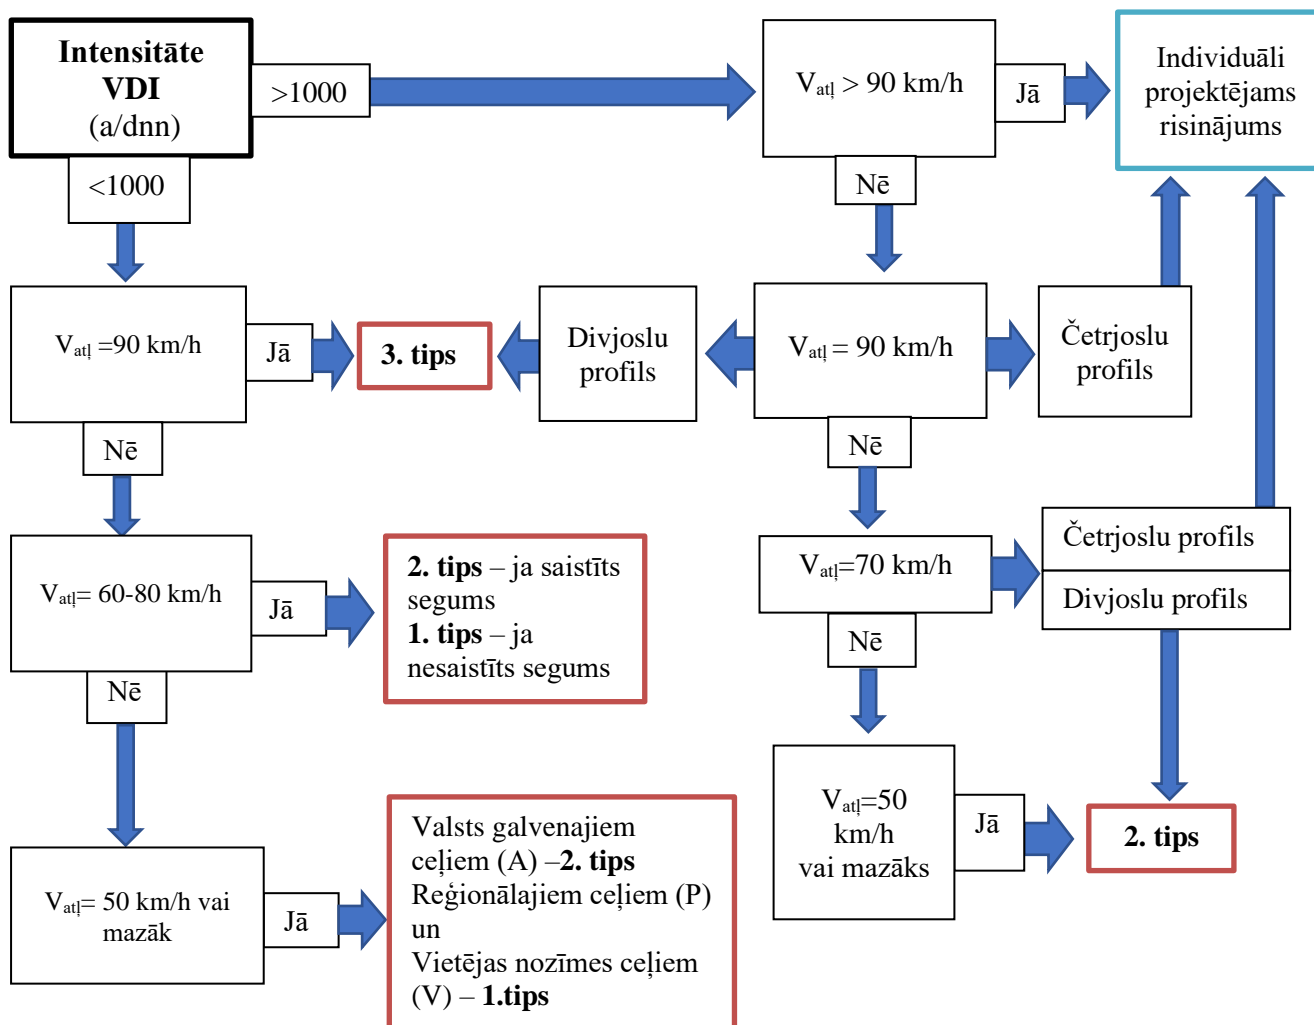 Intensitāte
VDI
(a/dnn)
>1000
<1000
Vatļ > 90 km/h
Jā
Individuāli
projektējams
risinājums
Nē
Vatļ =90 km/h
Jā
3. tips
Divjoslu
profils
Vatļ = 90 km/h
Četrjoslu
profils
Nē
Nē
Vatļ= 60-80 km/h
Jā
2. tips – ja saistīts
segums
1. tips – ja
nesaistīts segums
Vatļ=70 km/h
Četrjoslu profils
Divjoslu profils
Nē
Nē
Vatļ= 50 km/h vai
mazāk
Jā
Valsts galvenajiem
ceļiem (A) –2. tips
Reģionālajiem ceļiem (P)
un
Vietējas nozīmes ceļiem
(V) – 1.tips
Vatļ=50
km/h
vai mazāks
Jā
2. tips